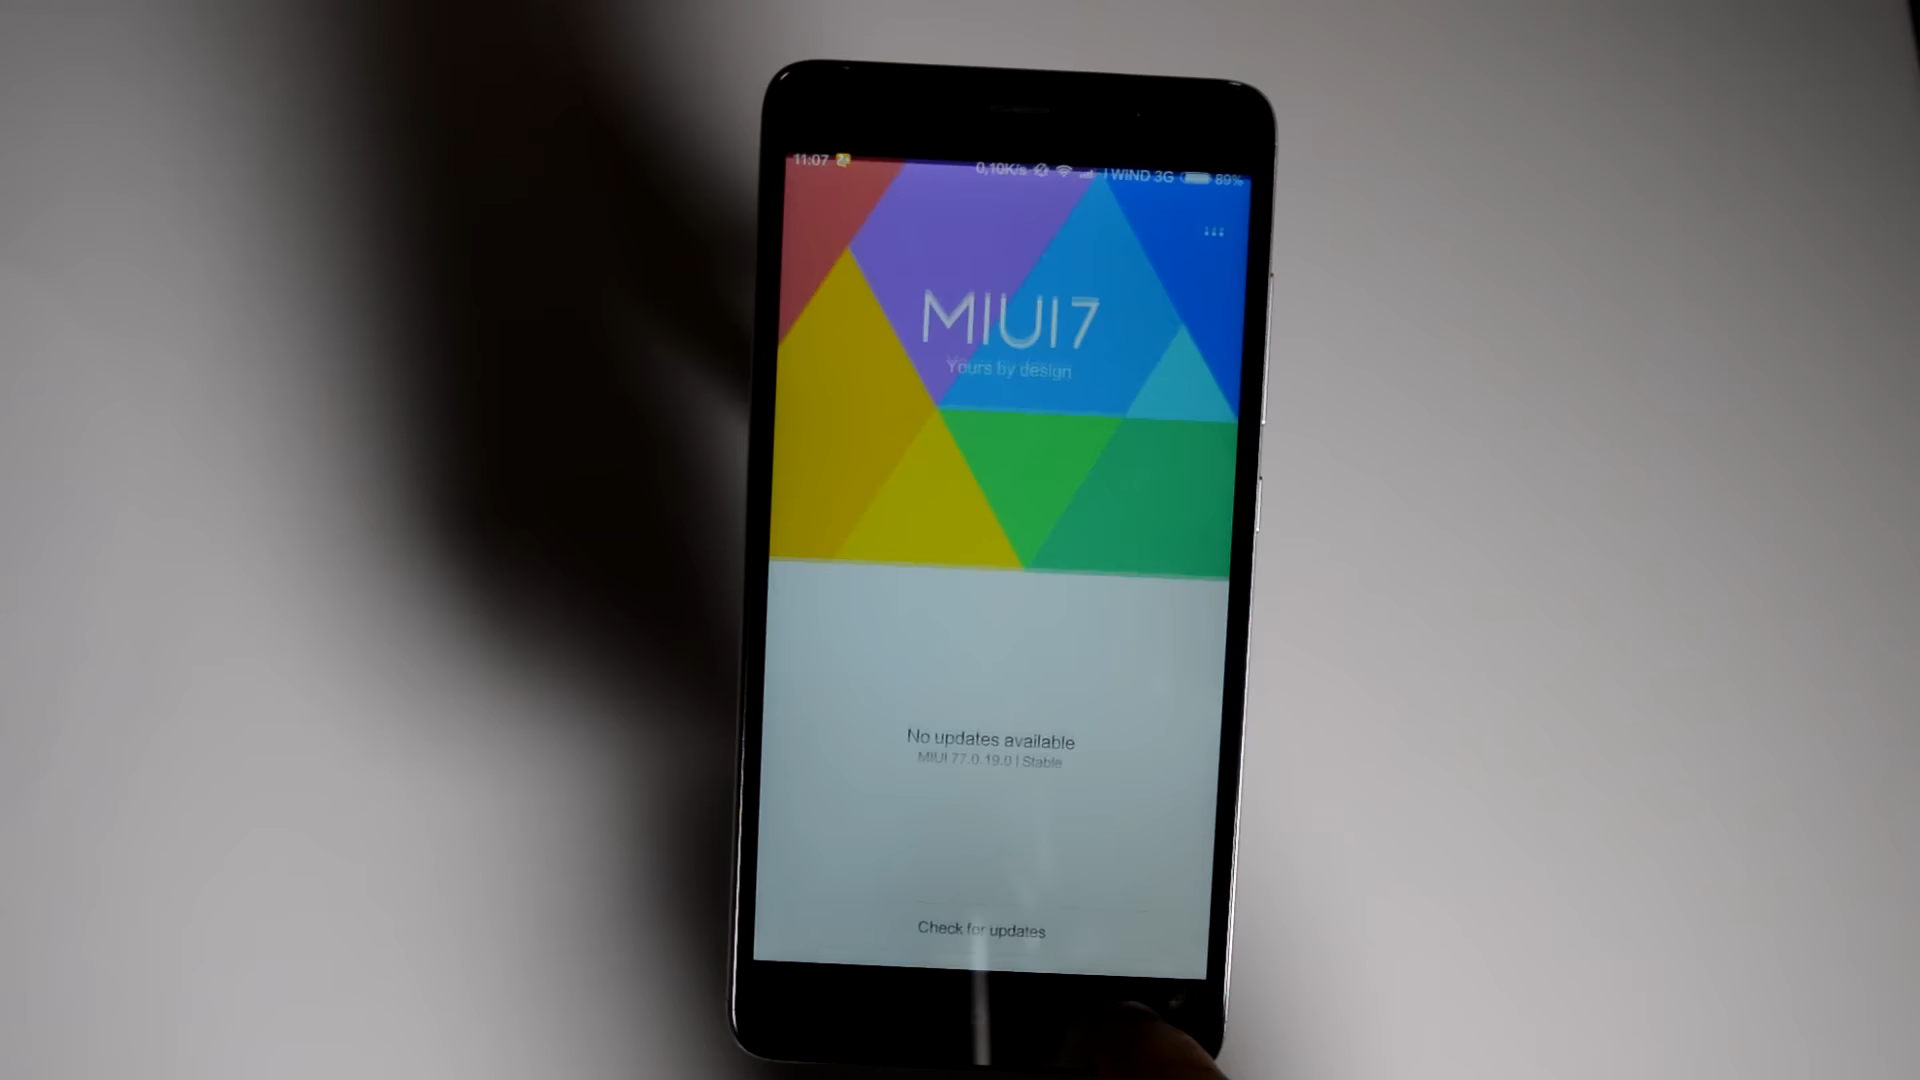 11:07 0,10K/s I WIND 3G 89%
MIUI7
Yours by design
No updates available
MIUI 77.0.19.0 | Stable
Check for updates